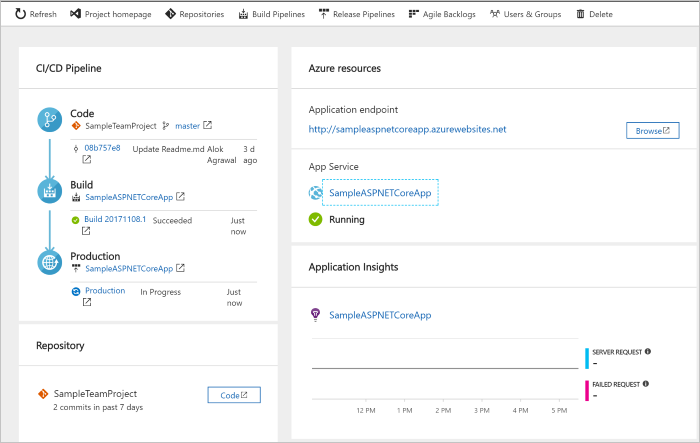 Refresh Project homepage Repositories Build Pipelines Release Pipelines Agile Backlogs Users & Groups Delete
CI/CD Pipeline
Code
SampleTeamProject master
08b757e8 Update Readme.md Alok 3 d
Agrawal ago
Build
SampleASPNETCoreApp
Build 20171108.1 Succeeded Just
now
Production
SampleASPNETCoreApp
Production In Progress Just
now
Repository
SampleTeamProject Code
2 commits in past 7 days
Azure resources
Application endpoint
http://sampleaspnetcoreapp.azurewebsites.net Browse
App Service
SampleASPNETCoreApp
Running
Application Insights
SampleASPNETCoreApp
SERVER REQUEST
--
FAILED REQUEST
--
12 PM 1 PM 2 PM 3 PM 4 PM 5 PM